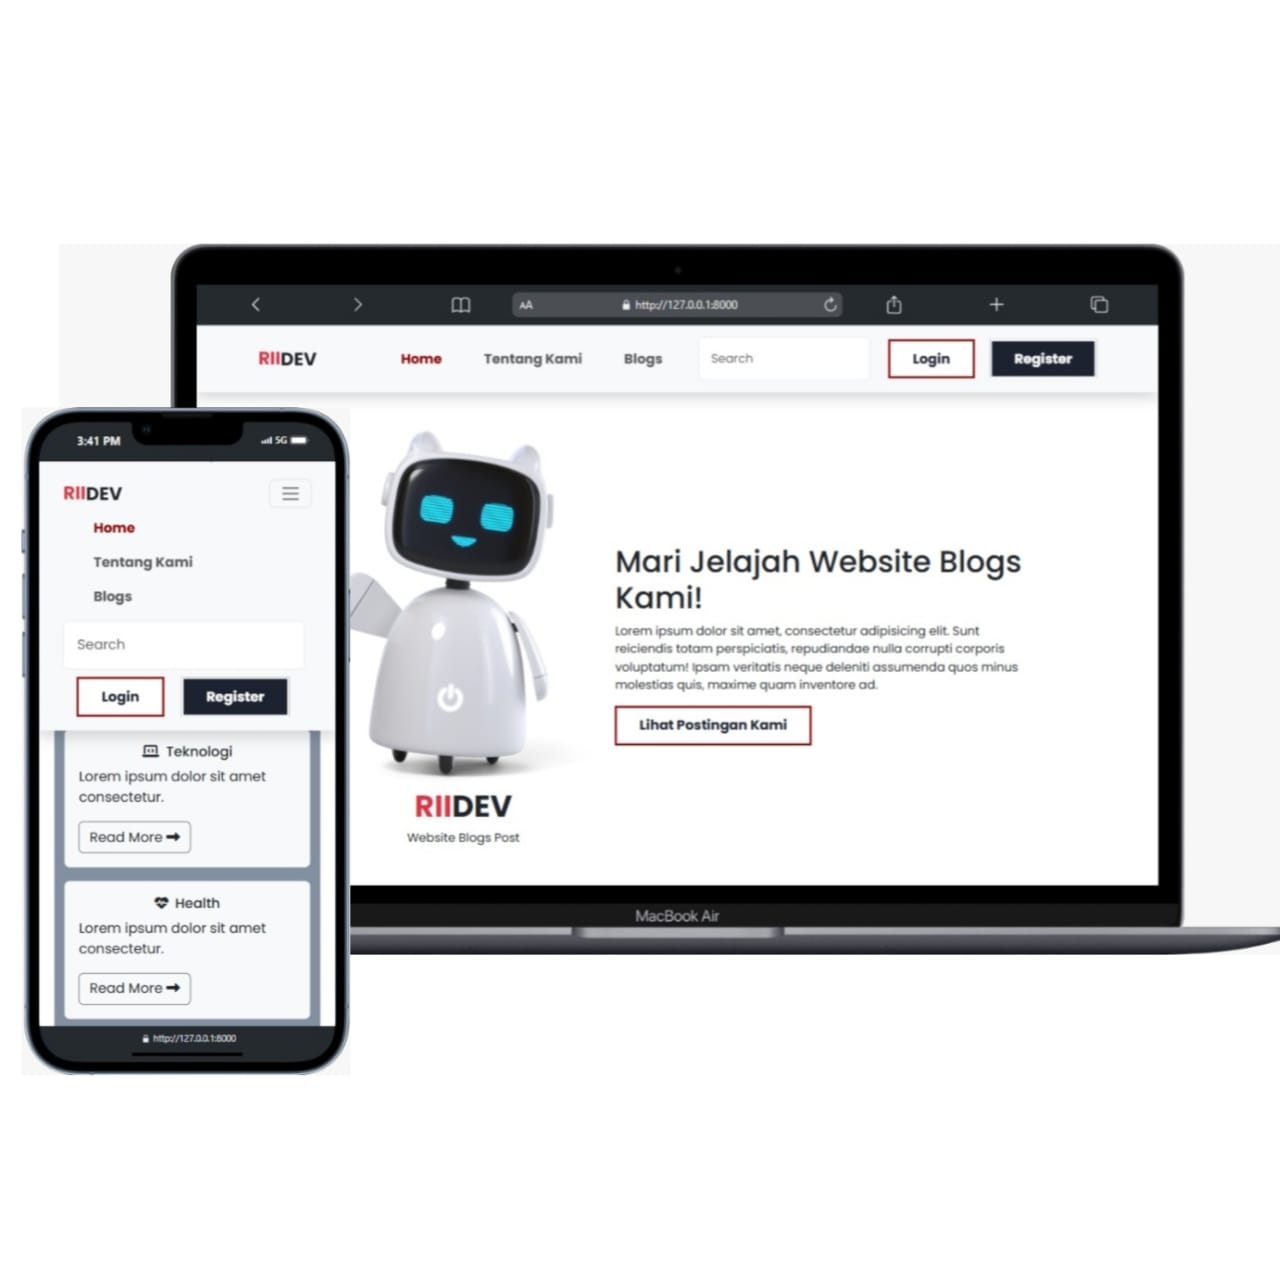 AA
http://127.0.0.1:8000
RIIDEV
Home
Tentang Kami
Blogs
Search
Login
Register
Mari Jelajah Website Blogs
Kami!
Lorem ipsum dolor sit amet, consectetur adipisicing elit. Sunt
reiciendis totam perspiciatis, repudiandae nulla corrupti corporis
voluptatum! Ipsam veritatis neque deleniti assumenda quos minus
molestias quis, maxime quam inventore ad.
Lihat Postingan Kami
RIIDEV
Website Blogs Post
MacBook Air
3:41 PM
5G
RIIDEV
Home
Tentang Kami
Blogs
Search
Login
Register
Teknologi
Lorem ipsum dolor sit amet
consectetur.
Read More
Health
Lorem ipsum dolor sit amet
consectetur.
Read More
http://127.0.0.1:8000